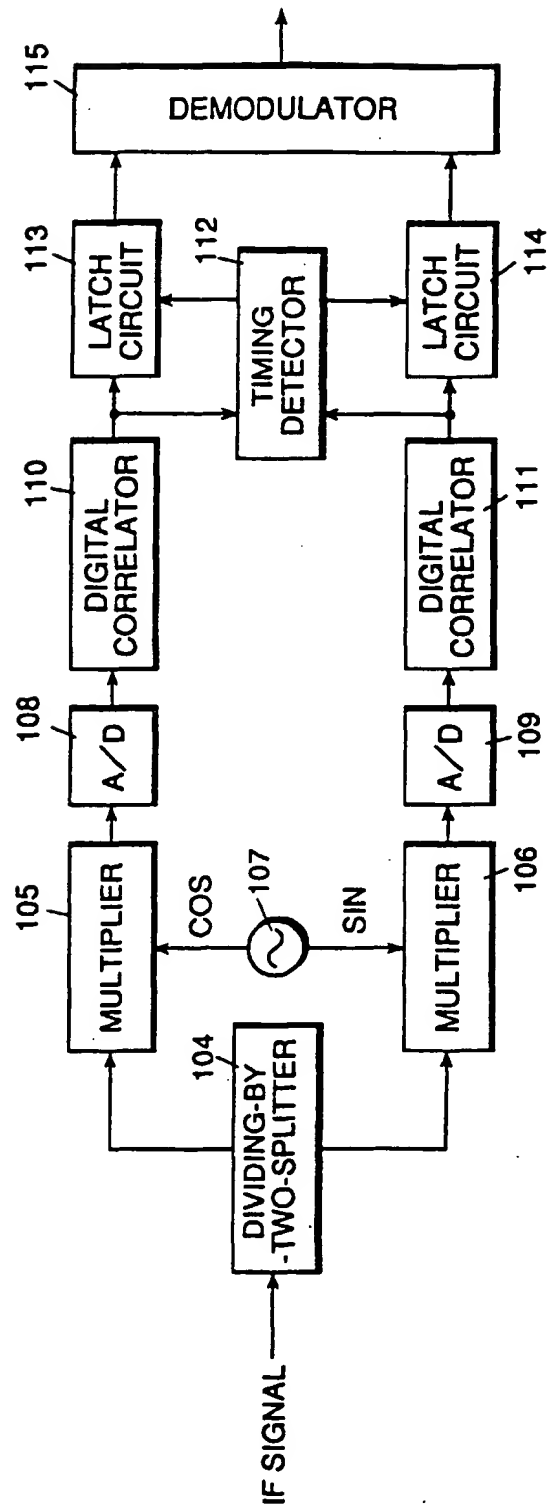 IF SIGNAL
104
DIVIDING-BY
-TWO-SPLITTER
105
MULTIPLIER
COS
107
SIN
MULTIPLIER
106
108
A/D
A/D
109
110
DIGITAL
CORRELATOR
DIGITAL
CORRELATOR
111
112
TIMING
DETECTOR
113
LATCH
CIRCUIT
LATCH
CIRCUIT
114
115
DEMODULATOR